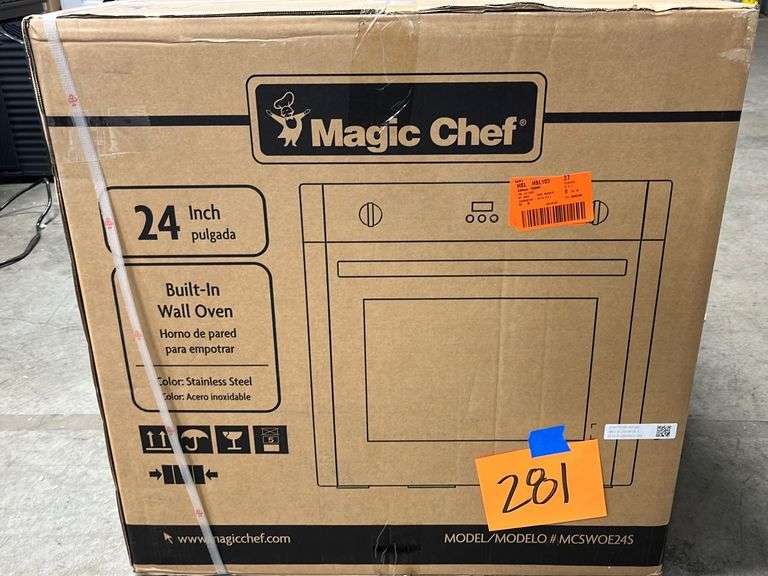 Magic Chef®
24 Inch
pulgada
Built-In
Wall Oven
Horno de pared
para empotrar
Color: Stainless Steel
Color: Acero inoxidable
5
281
www.magicchef.com
MODEL/MODELO # MCSWOE24S